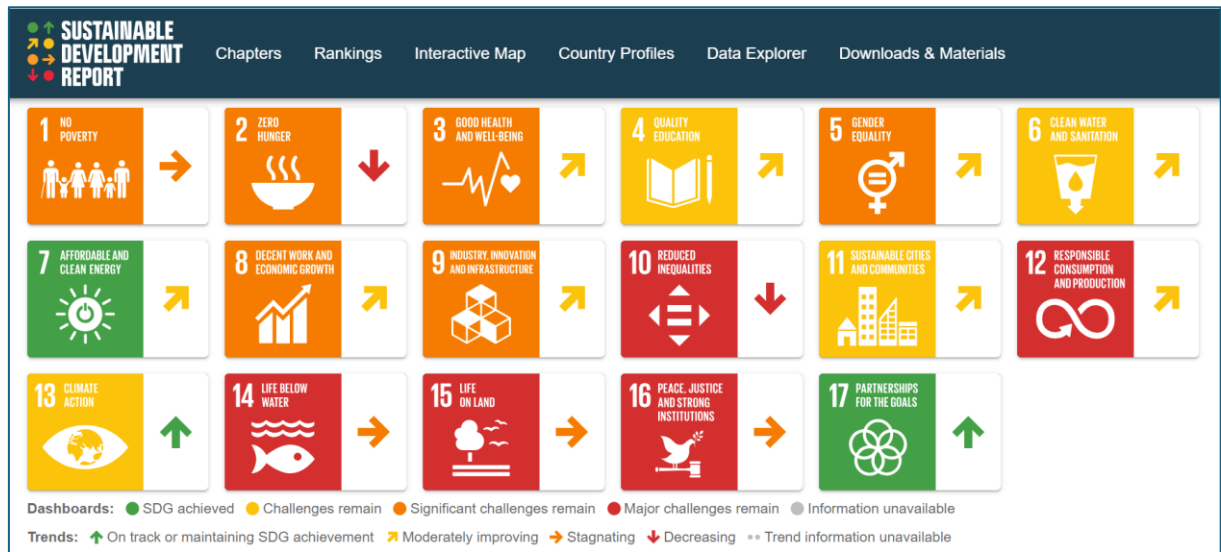 SUSTAINABLE
DEVELOPMENT
REPORT
Chapters Rankings Interactive Map Country Profiles Data Explorer Downloads & Materials
1 NO
POVERTY
2 ZERO
HUNGER
3 GOOD HEALTH
AND WELL-BEING
4 QUALITY
EDUCATION
5 GENDER
EQUALITY
6 CLEAN WATER
AND SANITATION
7 AFFORDABLE AND
CLEAN ENERGY
8 DECENT WORK AND
ECONOMIC GROWTH
9 INDUSTRY, INNOVATION
AND INFRASTRUCTURE
10 REDUCED
INEQUALITIES
11 SUSTAINABLE CITIES
AND COMMUNITIES
12 RESPONSIBLE
CONSUMPTION
AND PRODUCTION
13 CLIMATE
ACTION
14 LIFE BELOW
WATER
15 LIFE
ON LAND
16 PEACE, JUSTICE
AND STRONG
INSTITUTIONS
17 PARTNERSHIPS
FOR THE GOALS
Dashboards: SDG achieved Challenges remain Significant challenges remain Major challenges remain Information unavailable
Trends: On track or maintaining SDG achievement Moderately improving Stagnating Decreasing Trend information unavailable